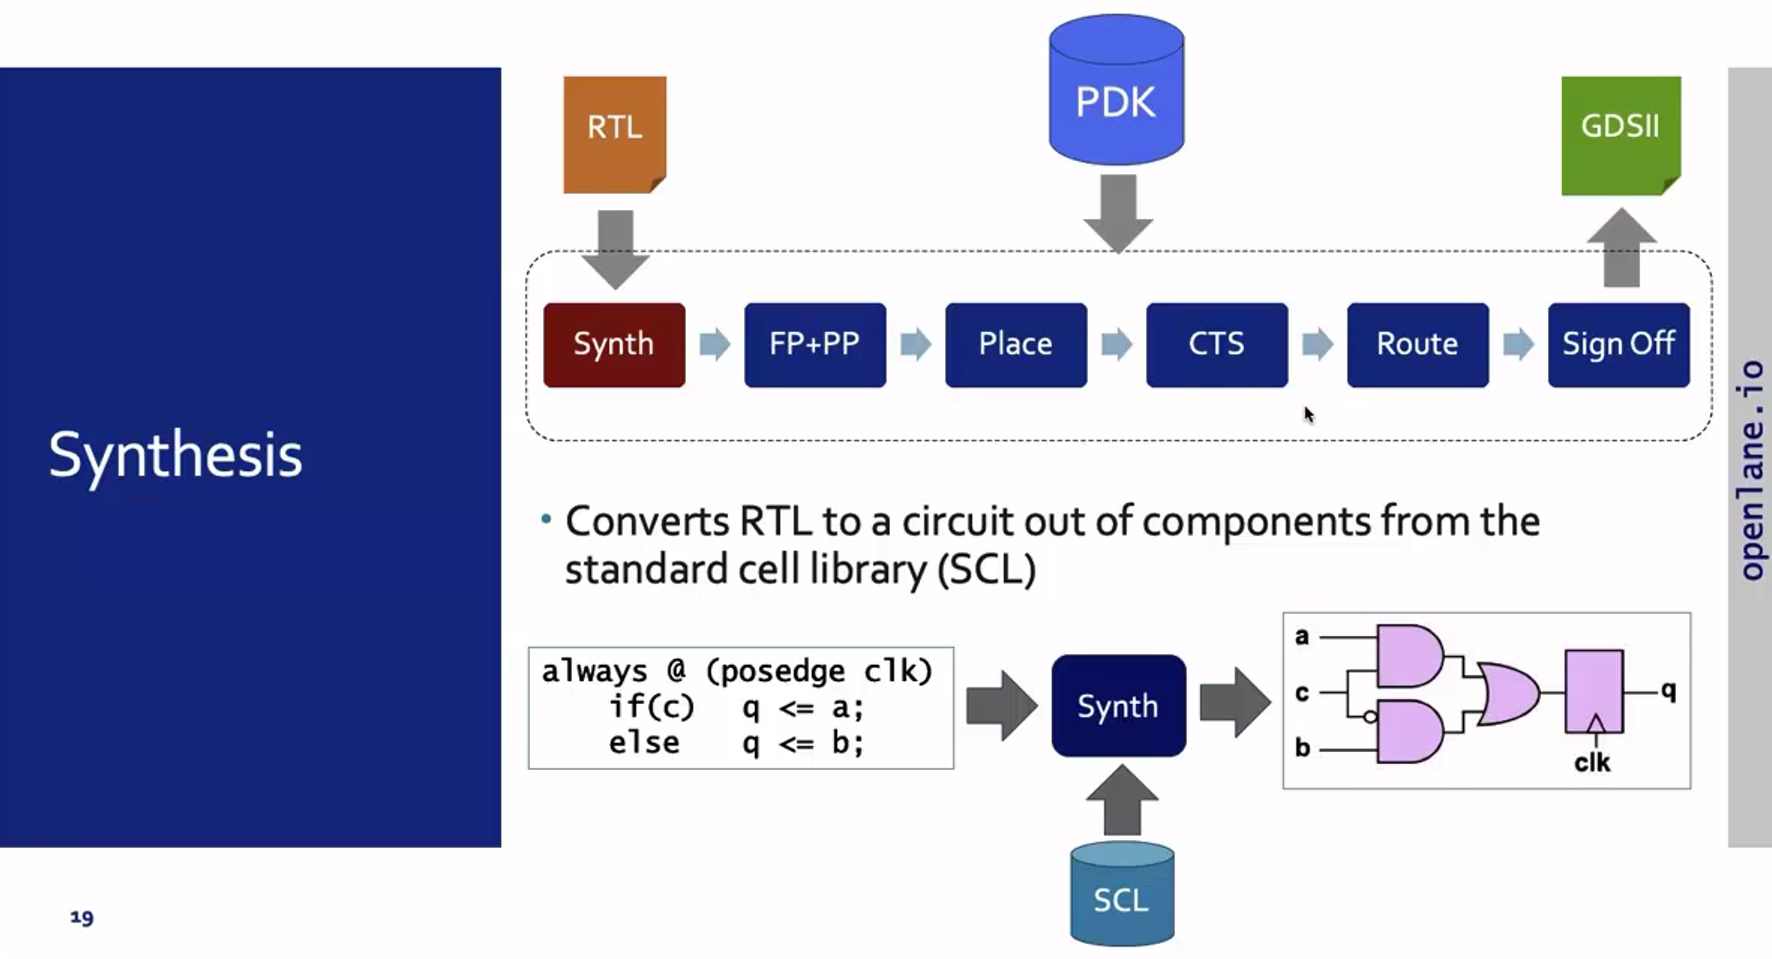 PDK
RTL
GDSII
Synth
FP+PP
Place
CTS
Route
Sign Off
Synthesis
• Converts RTL to a circuit out of components from the
standard cell library (SCL)
always @ (posedge clk)
if(c) q <= a;
else q <= b;
Synth
SCL
a
c
b
q
clk
openlane.io
19